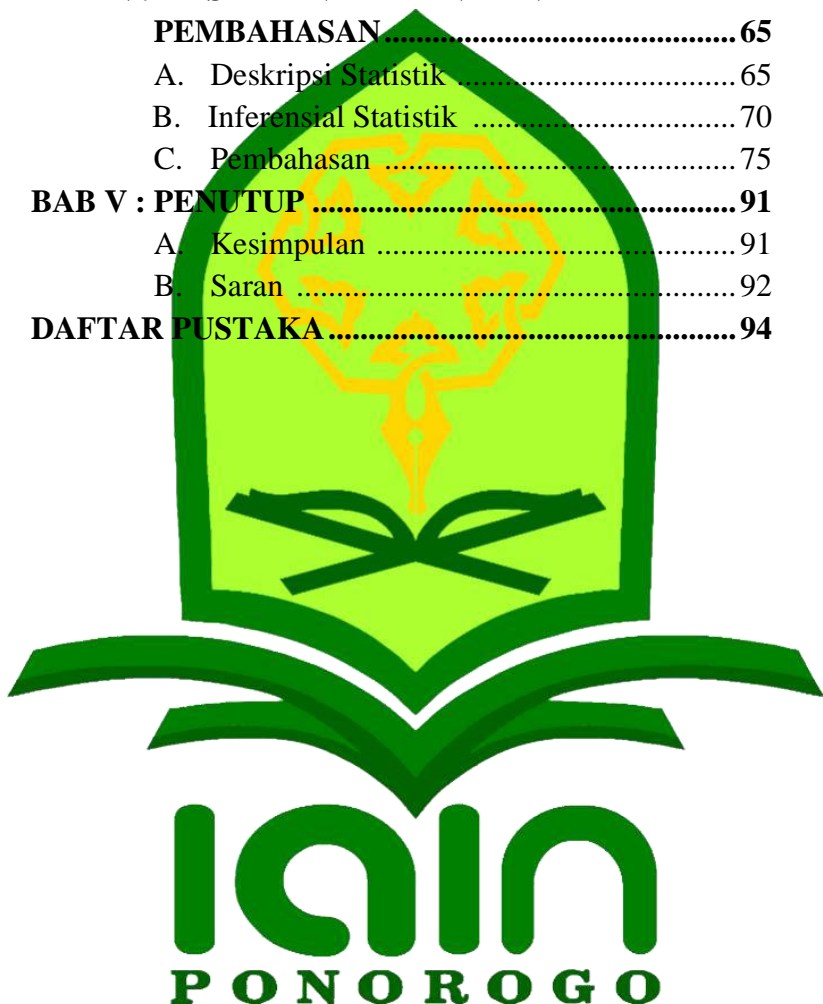 PEMBAHASAN ............................................ 65
A. Deskripsi Statistik ................................... 65
B. Inferensial Statistik ................................. 70
C. Pembahasan ............................................ 75
BAB V : PENUTUP ..................................................... 91
A. Kesimpulan ............................................. 91
B. Saran ....................................................... 92
DAFTAR PUSTAKA ................................................... 94
IAIN
PONOROGO